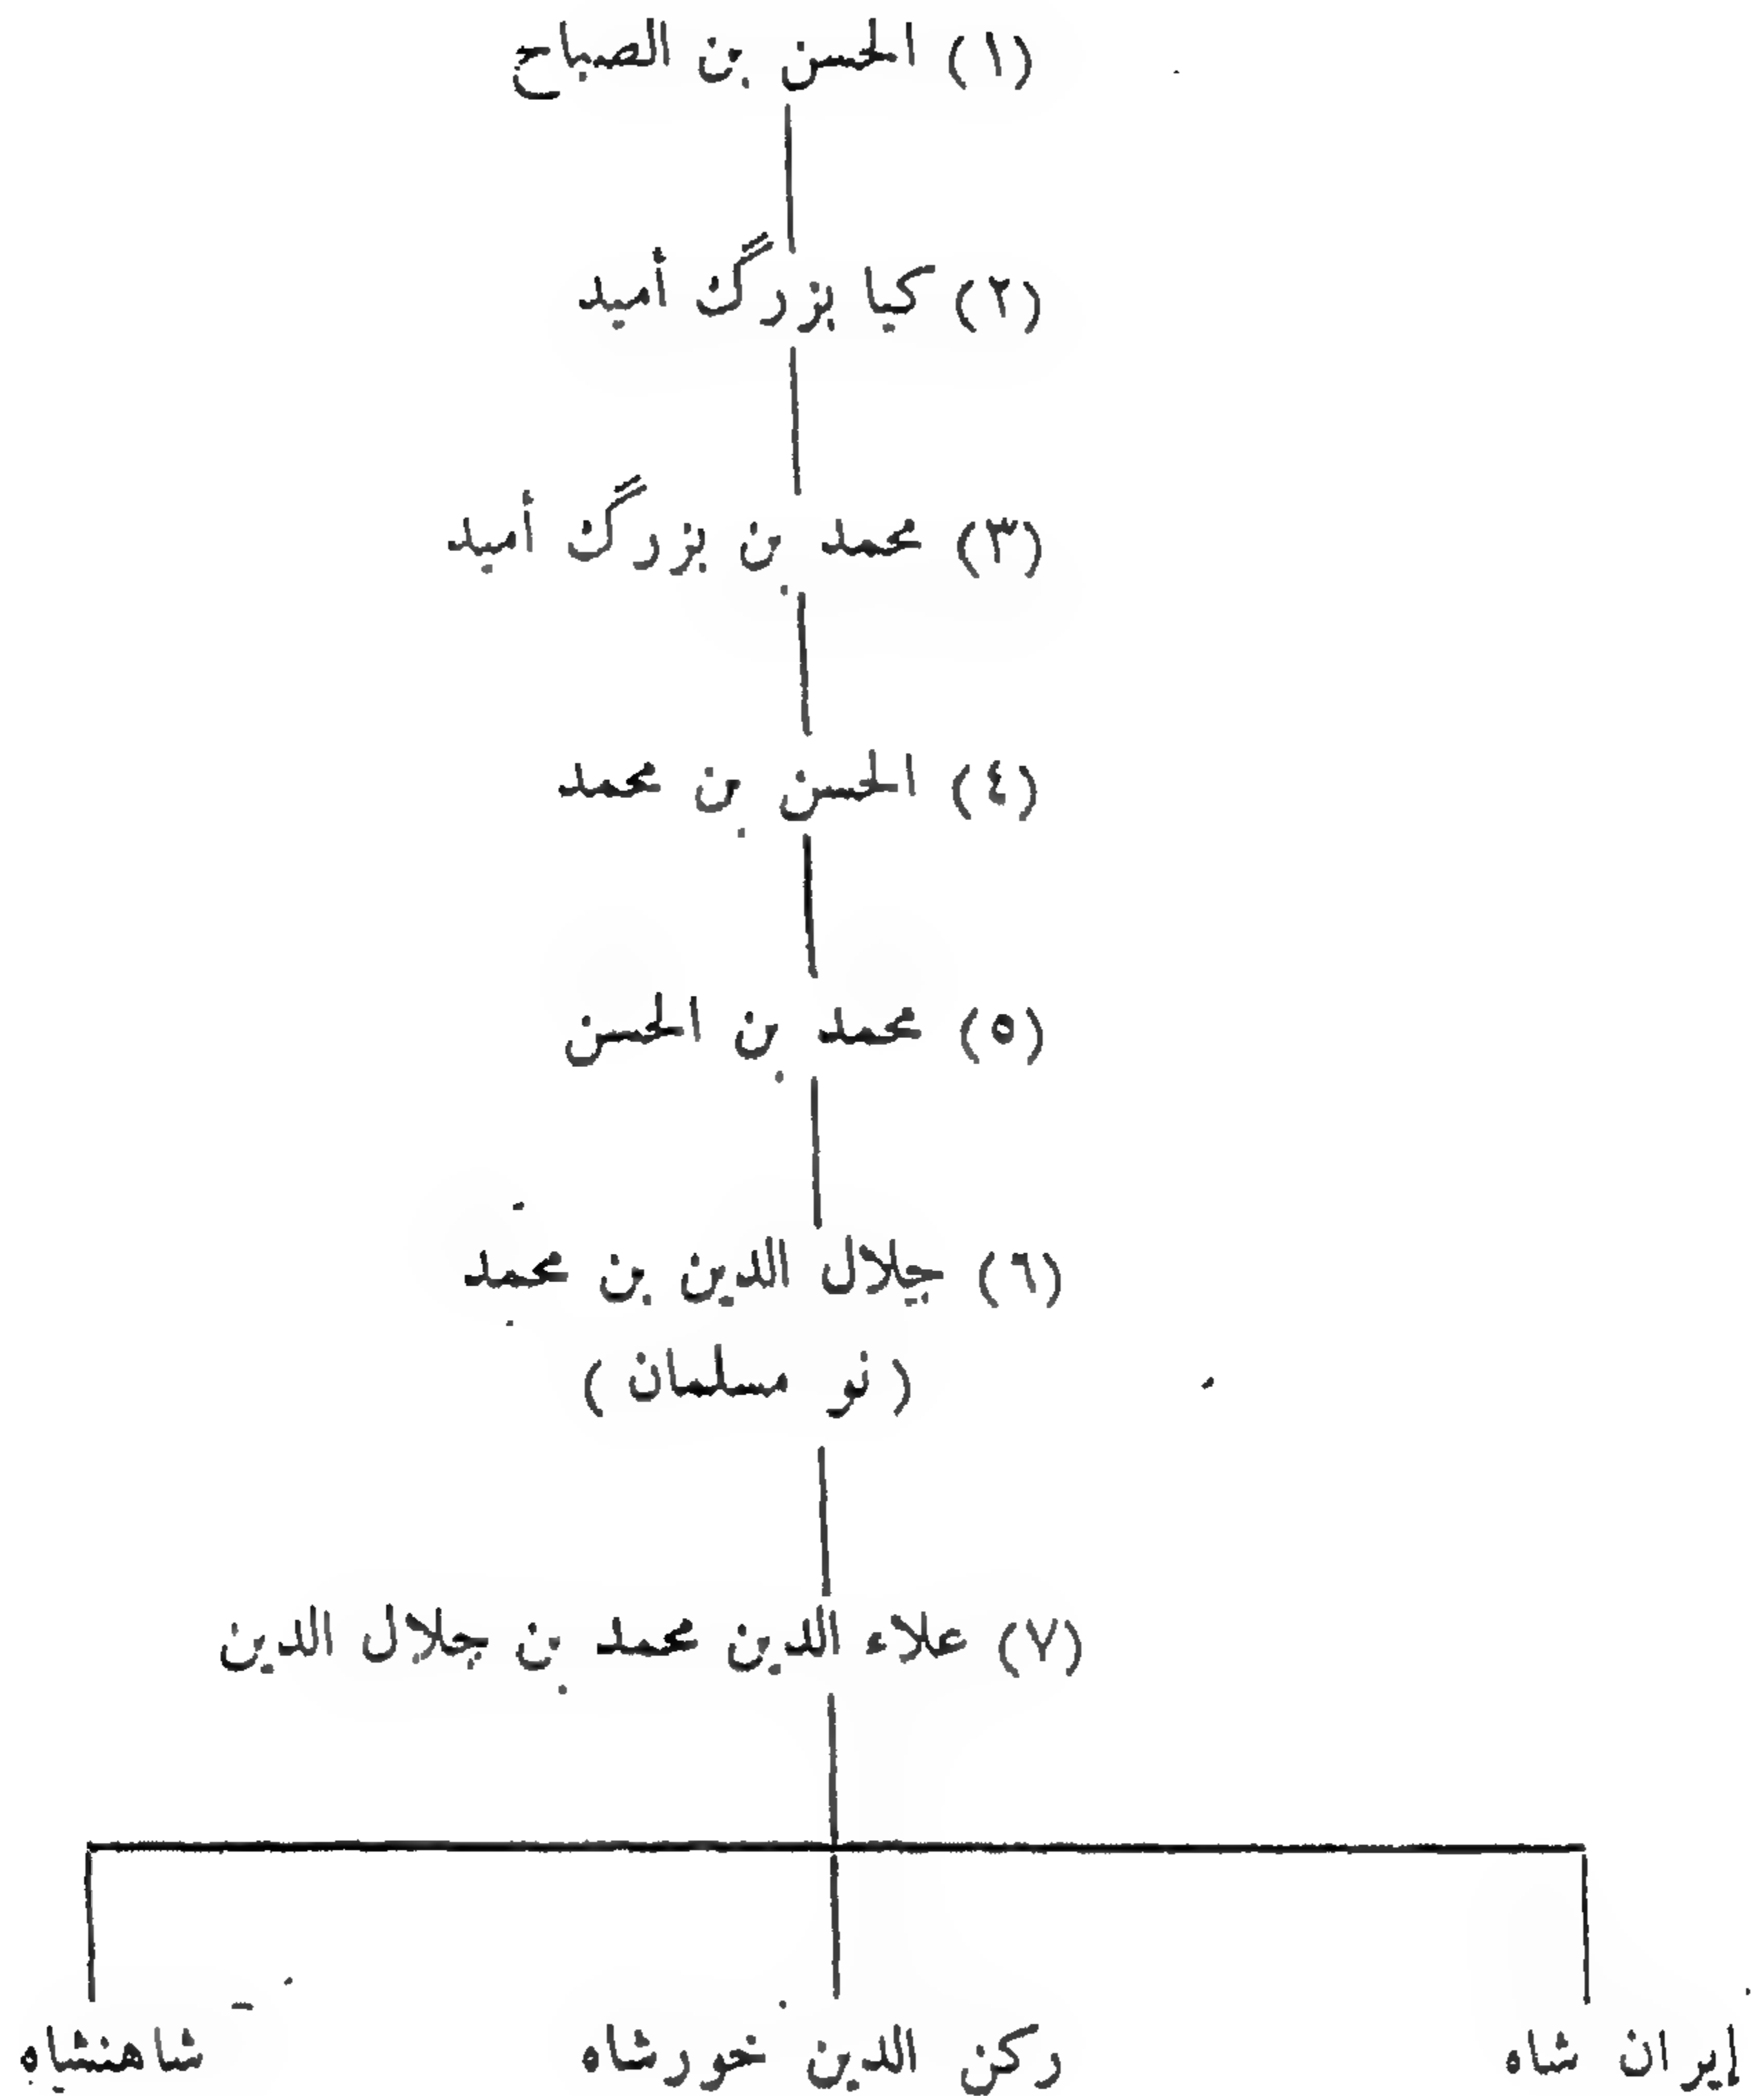 (١) الحسن بن الصباح
(٢) كيا بزرگ أميد
(٣) محمد بن بزرگ أميد
(٤) الحسن بن محمد
(٥) محمد بن الحسن
(٦) جلال الدين بن محمد
(نو مسلمان)
(٧) علاء الدين محمد بن جلال الدين
إيران شاه
ركن الدين خورشاه
شاهنشاه